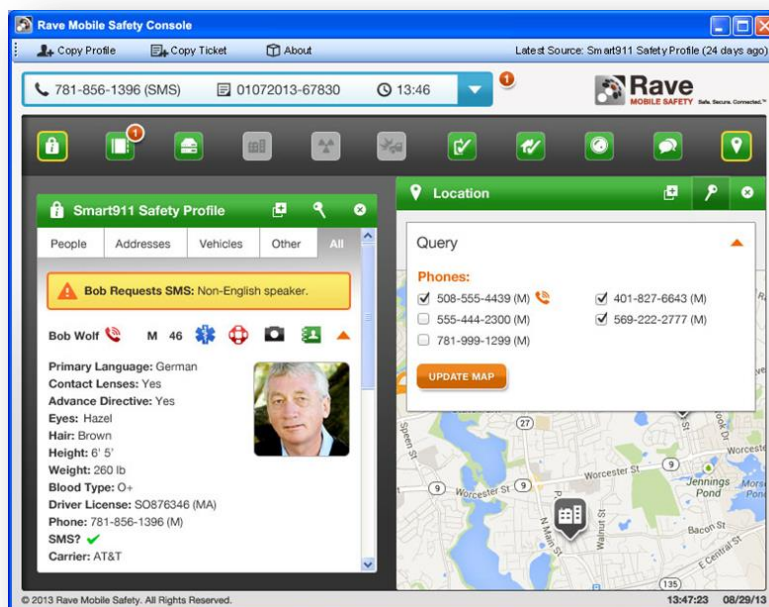 Rave Mobile Safety Console
Copy Profile Copy Ticket About Latest Source: Smart911 Safety Profile (24 days ago)
781-856-1396 (SMS) 01072013-67830 13:46 1
Rave
MOBILE SAFETY Safe. Secure. Connected.™
1
Smart911 Safety Profile
People Addresses Vehicles Other All
Bob Requests SMS: Non-English speaker.
Bob Wolf M 46
Primary Language: German
Contact Lenses: Yes
Advance Directive: Yes
Eyes: Hazel
Hair: Brown
Height: 6' 5'
Weight: 260 lb
Blood Type: O+
Driver License: SO876346 (MA)
Phone: 781-856-1396 (M)
SMS?
Carrier: AT&T
Location
Query
Phones:
508-555-4439 (M) 401-827-6643 (M)
555-444-2300 (M) 569-222-2777 (M)
781-999-1299 (M)
UPDATE MAP
27
Speen St
Worcester St
9
Jennings
Pond
9
Worcester St
N Main St
Walnut St
Bacon St
E Central St
135
© 2013 Rave Mobile Safety. All Rights Reserved. 13:47:23 08/29/13